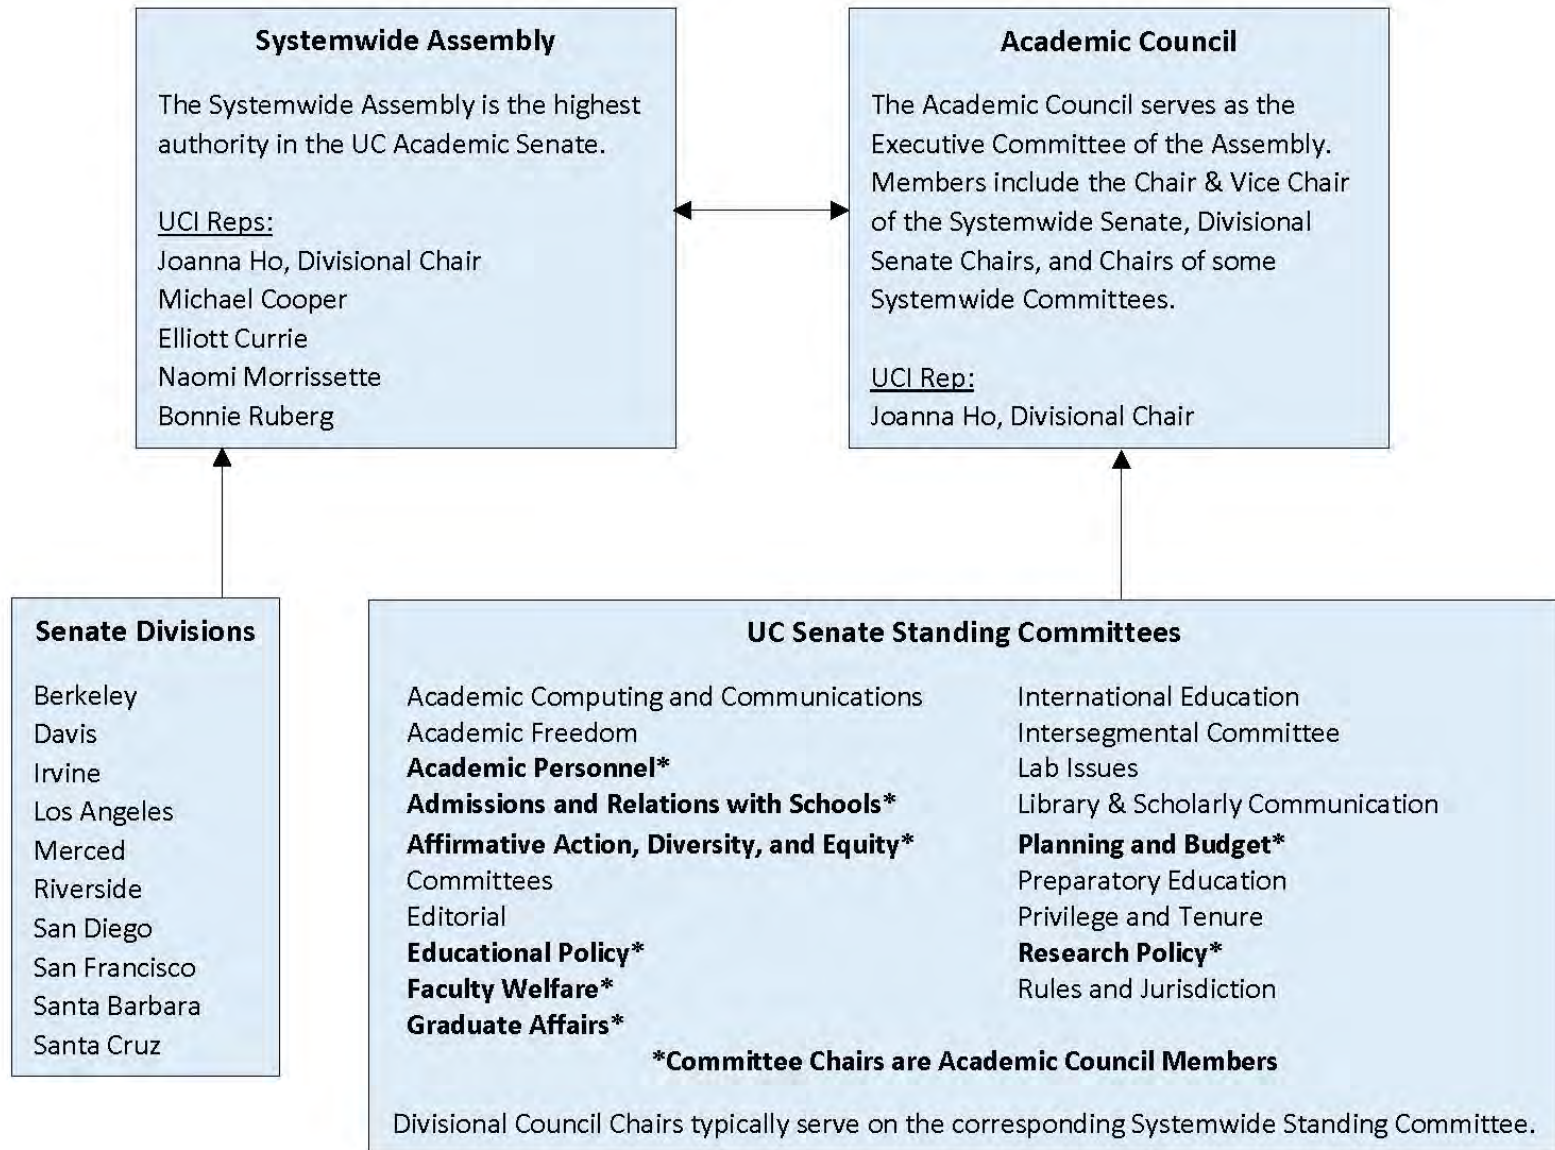 Systemwide Assembly
The Systemwide Assembly is the highest
authority in the UC Academic Senate.
UCI Reps:
Joanna Ho, Divisional Chair
Michael Cooper
Elliott Currie
Naomi Morrissette
Bonnie Ruberg
Academic Council
The Academic Council serves as the
Executive Committee of the Assembly.
Members include the Chair & Vice Chair
of the Systemwide Senate, Divisional
Senate Chairs, and Chairs of some
Systemwide Committees.
UCI Rep:
Joanna Ho, Divisional Chair
Senate Divisions
Berkeley
Davis
Irvine
Los Angeles
Merced
Riverside
San Diego
San Francisco
Santa Barbara
Santa Cruz
UC Senate Standing Committees
Academic Computing and Communications
Academic Freedom
Academic Personnel*
Admissions and Relations with Schools*
Affirmative Action, Diversity, and Equity*
Committees
Editorial
Educational Policy*
Faculty Welfare*
Graduate Affairs*
International Education
Intersegmental Committee
Lab Issues
Library & Scholarly Communication
Planning and Budget*
Preparatory Education
Privilege and Tenure
Research Policy*
Rules and Jurisdiction
*Committee Chairs are Academic Council Members
Divisional Council Chairs typically serve on the corresponding Systemwide Standing Committee.